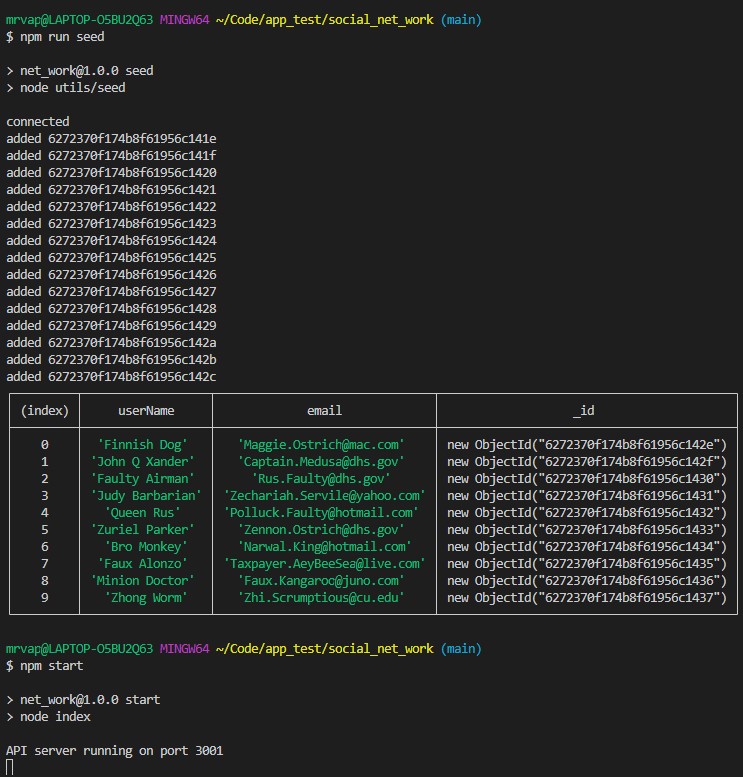 mrvap@LAPTOP-O5BU2Q63 MINGW64 ~/Code/app_test/social_net_work (main)
$ npm run seed
> net_work@1.0.0 seed
> node utils/seed
connected
added 6272370f174b8f61956c141e
added 6272370f174b8f61956c141f
added 6272370f174b8f61956c1420
added 6272370f174b8f61956c1421
added 6272370f174b8f61956c1422
added 6272370f174b8f61956c1423
added 6272370f174b8f61956c1424
added 6272370f174b8f61956c1425
added 6272370f174b8f61956c1426
added 6272370f174b8f61956c1427
added 6272370f174b8f61956c1428
added 6272370f174b8f61956c1429
added 6272370f174b8f61956c142a
added 6272370f174b8f61956c142b
added 6272370f174b8f61956c142c
(index) userName email _id
0 'Finnish Dog' 'Maggie.Ostrich@mac.com' new ObjectId("6272370f174b8f61956c142e")
1 'John Q Xander' 'Captain.Medusa@dhs.gov' new ObjectId("6272370f174b8f61956c142f")
2 'Faulty Airman' 'Rus.Faulty@dhs.gov' new ObjectId("6272370f174b8f61956c1430")
3 'Judy Barbarian' 'Zechariah.Servile@yahoo.com' new ObjectId("6272370f174b8f61956c1431")
4 'Queen Rus' 'Polluck.Faulty@hotmail.com' new ObjectId("6272370f174b8f61956c1432")
5 'Zuriel Parker' 'Zennon.Ostrich@dhs.gov' new ObjectId("6272370f174b8f61956c1433")
6 'Bro Monkey' 'Narwal.King@hotmail.com' new ObjectId("6272370f174b8f61956c1434")
7 'Faux Alonzo' 'Taxpayer.AeyBeeSea@live.com' new ObjectId("6272370f174b8f61956c1435")
8 'Minion Doctor' 'Faux.Kangaroo@juno.com' new ObjectId("6272370f174b8f61956c1436")
9 'Zhong Worm' 'Zhi.Scrumptious@cu.edu' new ObjectId("6272370f174b8f61956c1437")
mrvap@LAPTOP-O5BU2Q63 MINGW64 ~/Code/app_test/social_net_work (main)
$ npm start
> net_work@1.0.0 start
> node index
API server running on port 3001